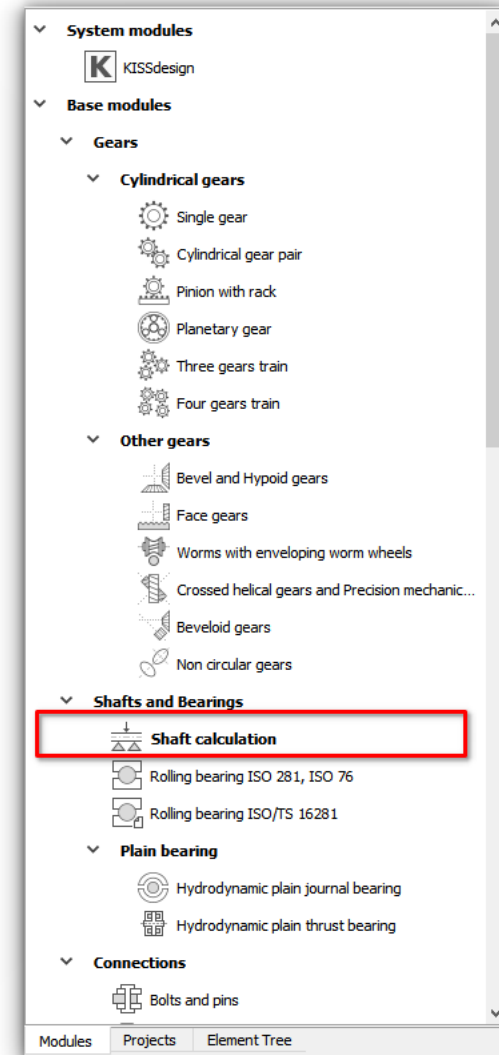 System modules
K KISSdesign
Base modules
Gears
Cylindrical gears
Single gear
Cylindrical gear pair
Pinion with rack
Planetary gear
Three gears train
Four gears train
Other gears
Bevel and Hypoid gears
Face gears
Worms with enveloping worm wheels
Crossed helical gears and Precision mechanic...
Beveloid gears
Non circular gears
Shafts and Bearings
Shaft calculation
Rolling bearing ISO 281, ISO 76
Rolling bearing ISO/TS 16281
Plain bearing
Hydrodynamic plain journal bearing
Hydrodynamic plain thrust bearing
Connections
Bolts and pins
Modules Projects Element Tree